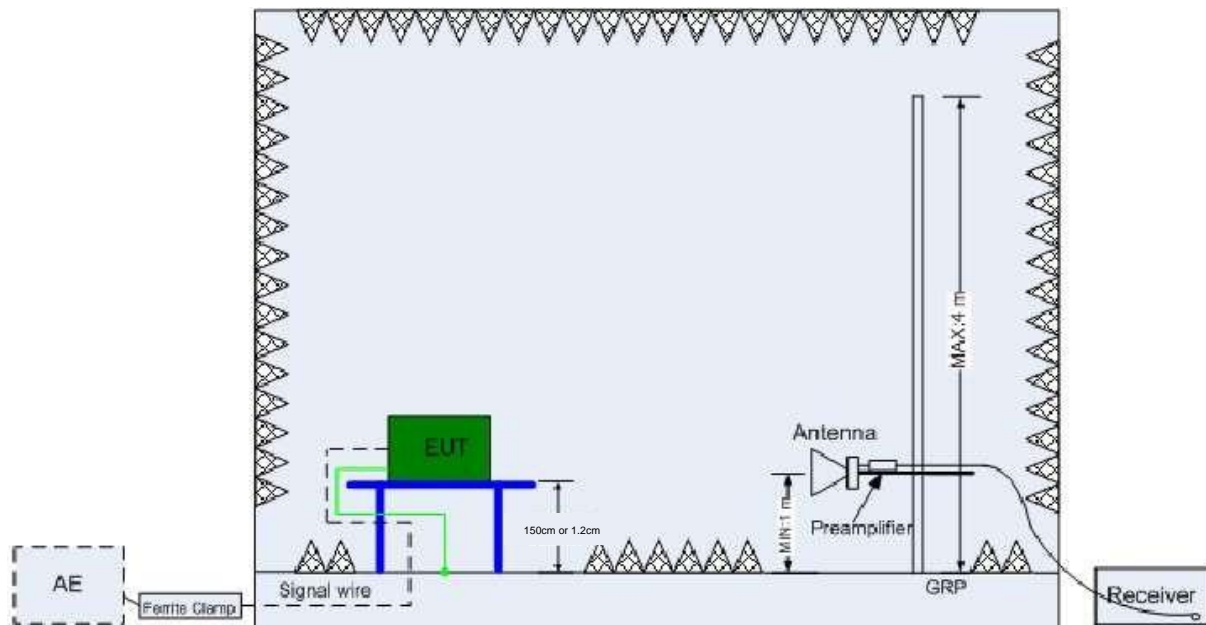 MAX:4 m
EUT
Antenna
150cm or 1.2cm
MIN:1 m
Preamplifier
AE
Ferrite Clamp
Signal wire
GRP
Receiver